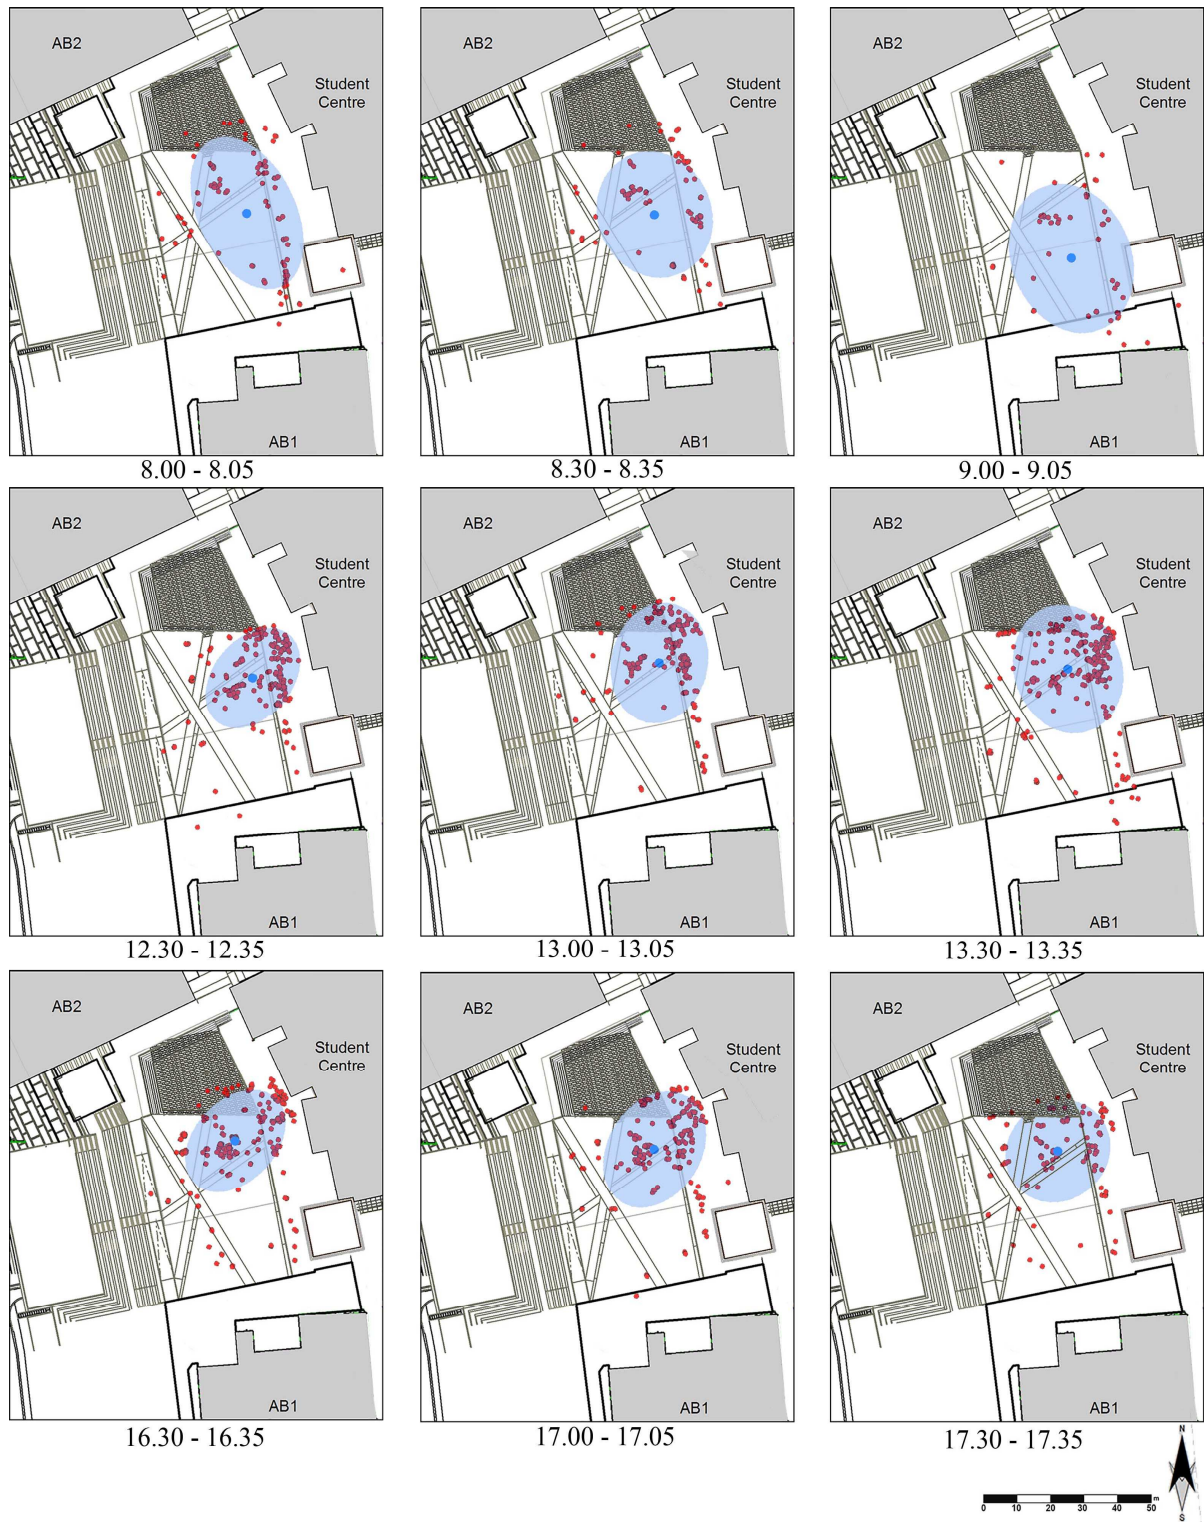 AB2
Student
Centre
AB1
8.00 - 8.05
AB2
Student
Centre
AB1
8.30 - 8.35
AB2
Student
Centre
AB1
9.00 - 9.05
AB2
Student
Centre
AB1
12.30 - 12.35
AB2
Student
Centre
AB1
13.00 - 13.05
AB2
Student
Centre
AB1
13.30 - 13.35
AB2
Student
Centre
AB1
16.30 - 16.35
AB2
Student
Centre
AB1
17.00 - 17.05
AB2
Student
Centre
AB1
17.30 - 17.35
N
S
m
0 10 20 30 40 50